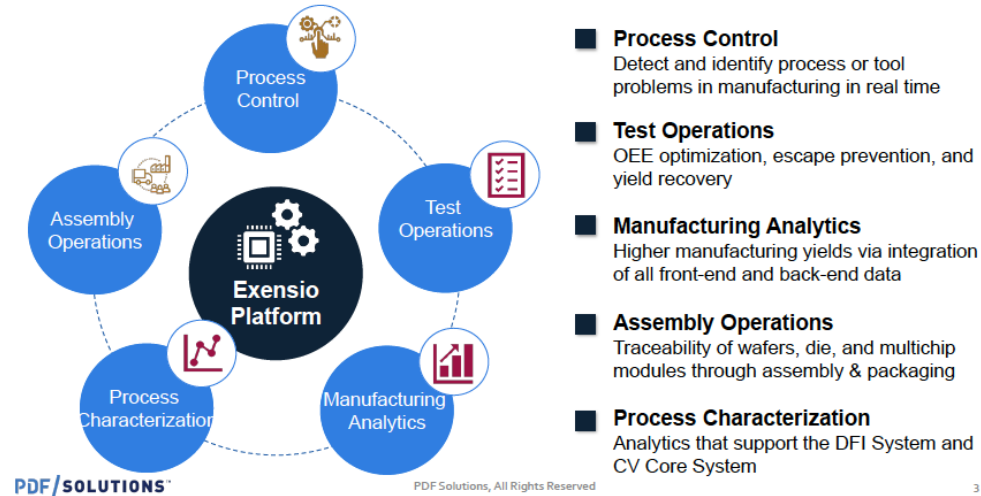 Process
Control
Test
Operations
Manufacturing
Analytics
Process
Characterization
Assembly
Operations
Exensio
Platform
Process Control
Detect and identify process or tool
problems in manufacturing in real time
Test Operations
OEE optimization, escape prevention, and
yield recovery
Manufacturing Analytics
Higher manufacturing yields via integration
of all front-end and back-end data
Assembly Operations
Traceability of wafers, die, and multichip
modules through assembly & packaging
Process Characterization
Analytics that support the DFI System and
CV Core System
PDF/SOLUTIONS™
PDF Solutions, All Rights Reserved
3